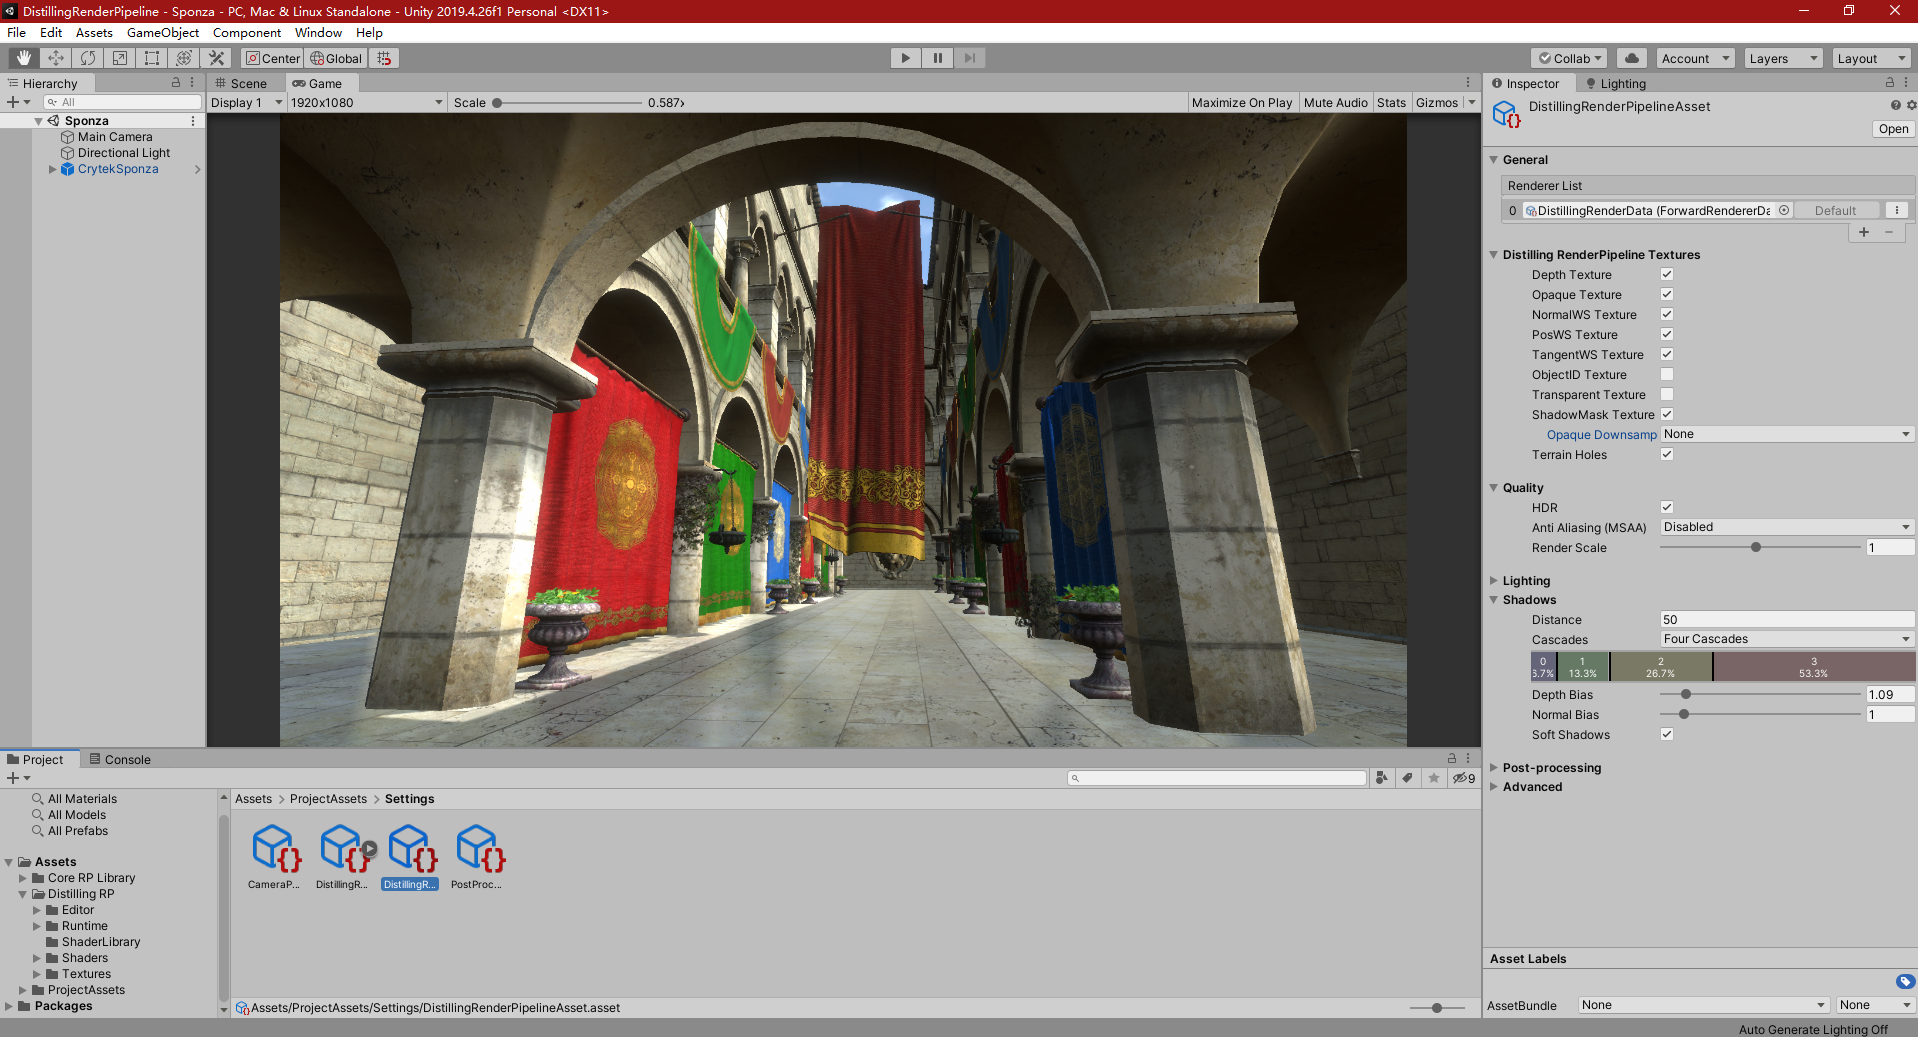 DistillingRenderPipeline - Sponza - PC, Mac & Linux Standalone - Unity 2019.4.26f1 Personal <DX11>
File Edit Assets GameObject Component Window Help
Center Global Collab Account Layers Layout
Hierarchy
All
Sponza
Main Camera
Directional Light
CrytekSponza
Scene Game
Display 1 1920x1080 Scale 0.587x Maximize On Play Mute Audio Stats Gizmos
Inspector Lighting
DistillingRenderPipelineAsset
Open
General
Renderer List
0 DistillingRenderData (ForwardRendererDa Default
Distilling RenderPipeline Textures
Depth Texture
Opaque Texture
NormalWS Texture
PosWS Texture
TangentWS Texture
ObjectID Texture
Transparent Texture
ShadowMask Texture
Opaque Downsamp None
Terrain Holes
Quality
HDR
Anti Aliasing (MSAA) Disabled
Render Scale 1
Lighting
Shadows
Distance 50
Cascades Four Cascades
0 1 2 3
6.7% 13.3% 26.7% 53.3%
Depth Bias 1.09
Normal Bias 1
Soft Shadows
Post-processing
Advanced
Asset Labels
AssetBundle None None
Project Console
9
All Materials
All Models
All Prefabs
Assets
Core RP Library
Distilling RP
Editor
Runtime
ShaderLibrary
Shaders
Textures
ProjectAssets
Packages
Assets > ProjectAssets > Settings
CameraP... DistillingR... DistillingR... PostProc...
Assets/ProjectAssets/Settings/DistillingRenderPipelineAsset.asset
Auto Generate Lighting Off